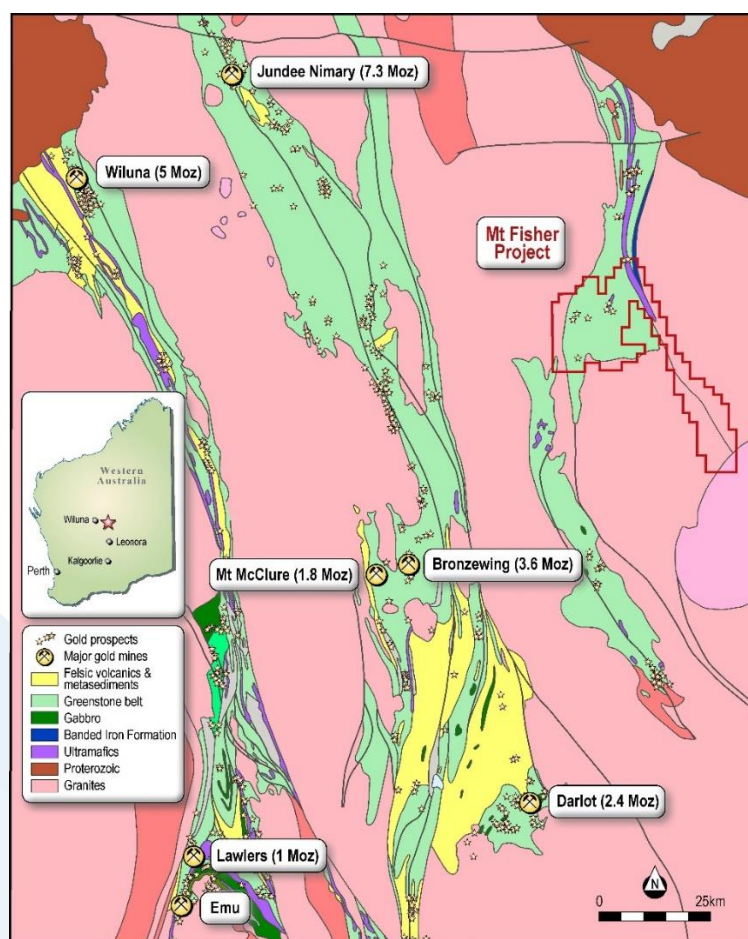 Jundee Nimary (7.3 Moz)
Wiluna (5 Moz)
Mt Fisher
Project
Western
Australia
Wiluna
Leonora
Kalgoorlie
Perth
Mt McClure (1.8 Moz)
Bronzewing (3.6 Moz)
Gold prospects
Major gold mines
Felsic volcanics &
metasediments
Greenstone belt
Gabbro
Banded Iron Formation
Ultramafics
Proterozoic
Granites
Darlot (2.4 Moz)
Lawlers (1 Moz)
Emu
N
0 25km